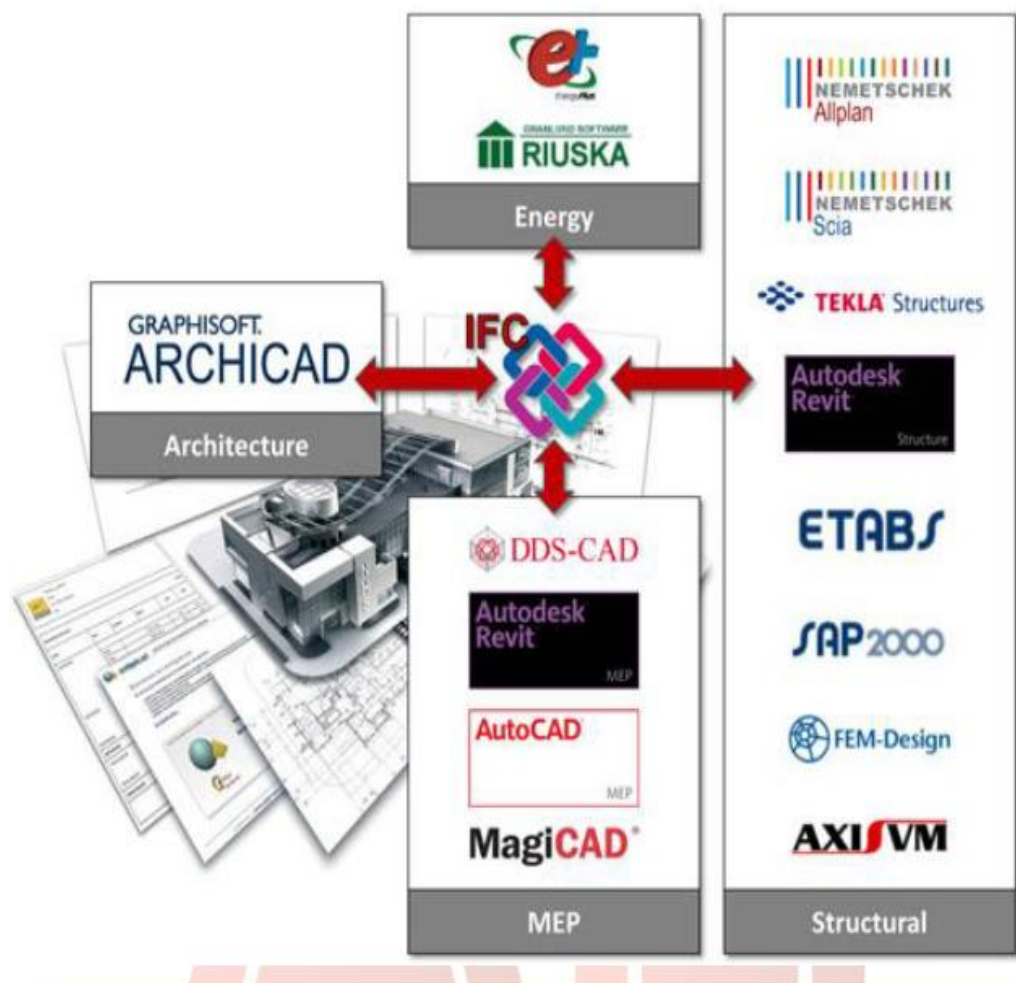 e+
EnergyPlus
GRANLUND SOFTWARE
RIUSKA
Energy
GRAPHISOFT.
ARCHICAD
Architecture
IFC
DDS-CAD
Autodesk
Revit
MEP
AutoCAD
MEP
MagiCAD®
MEP
NEMETSCHEK
Allplan
NEMETSCHEK
Scia
TEKLA Structures
Autodesk
Revit
Structure
ETABS
SAP2000
FEM-Design
AXISVM
Structural